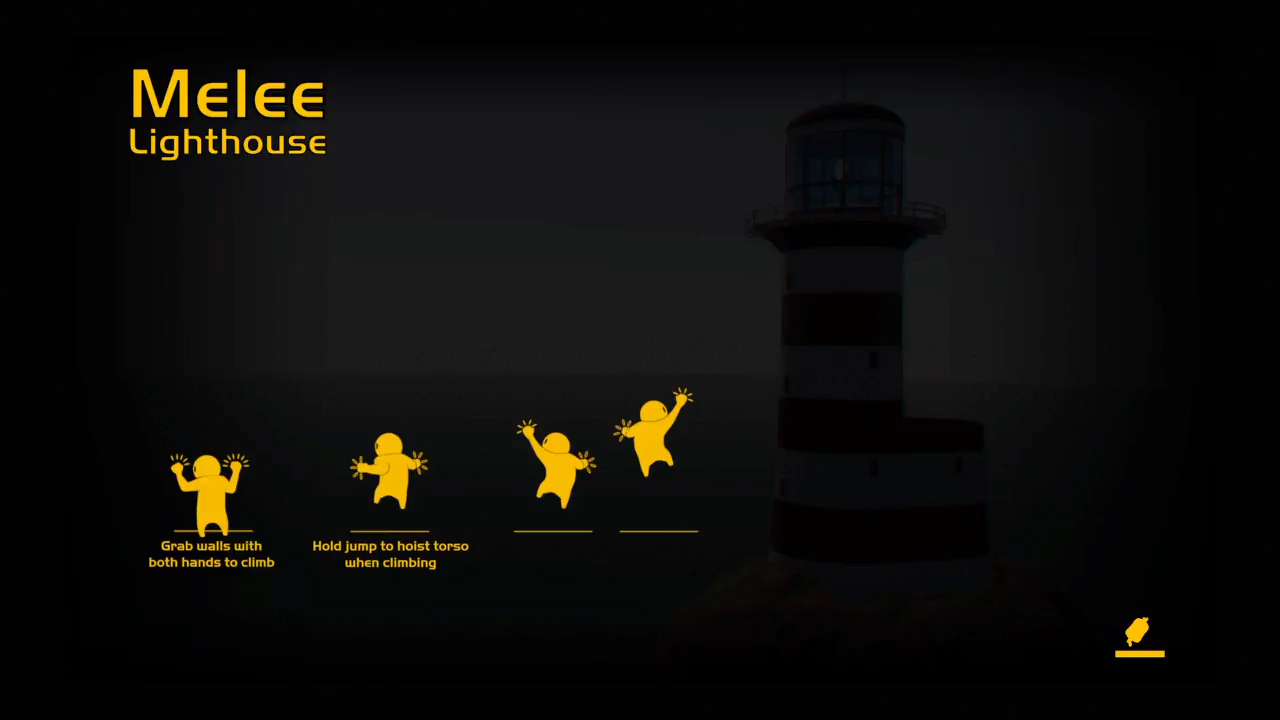 Melee
Lighthouse
Grab walls with
both hands to climb
Hold jump to hoist torso
when climbing